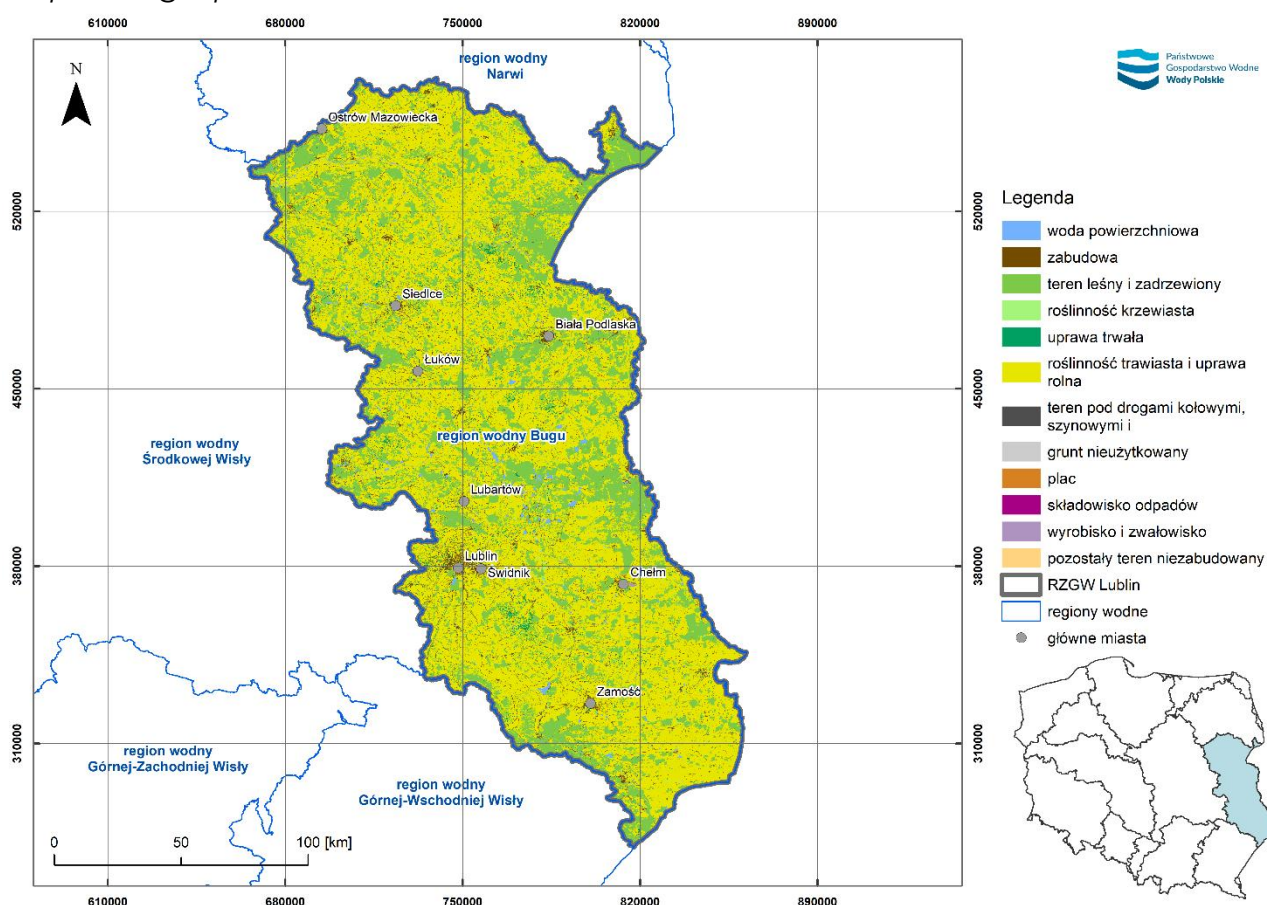 610000
680000
750000
820000
890000
region wodny
Narwi
N
Ostrów Mazowiecka
Siedlce
Biała Podlaska
Łuków
region wodny
Środkowej Wisły
region wodny Bugu
Lubartów
Lublin
Świdnik
Chełm
Zamość
region wodny
Górnej-Zachodniej Wisły
region wodny
Górnej-Wschodniej Wisły
0
50
100 [km]
520000
450000
380000
310000
520000
450000
380000
310000
610000
680000
750000
820000
890000
Państwowe
Gospodarstwo Wodne
Wody Polskie
Legenda
woda powierzchniowa
zabudowa
teren leśny i zadrzewiony
roślinność krzewiasta
uprawa trwała
roślinność trawiasta i uprawa
rolna
teren pod drogami kołowymi,
szynowymi i
grunt nieużytkowany
plac
składowisko odpadów
wyrobisko i zwałowisko
pozostały teren niezabudowany
RZGW Lublin
regiony wodne
główne miasta